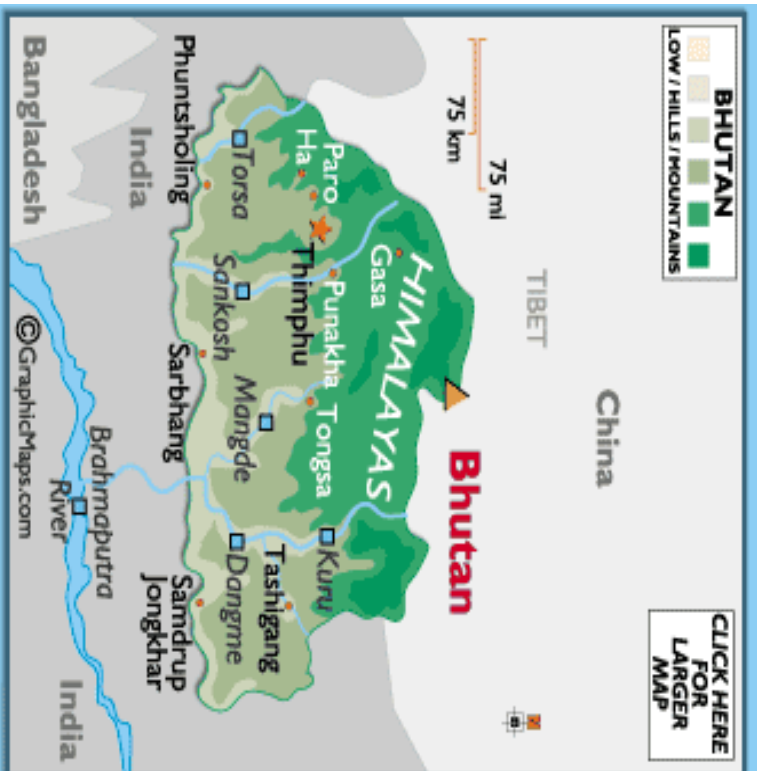 BHUTAN
LOW / HILLS / MOUNTAINS
CLICK HERE
FOR
LARGER
MAP
China
TIBET
75 mi
75 km
Bhutan
HIMALAYAS
Gasa
Paro
Ha
Punakha
Tongsa
Kuru
Thimphu
Tashigang
Torsa
Sankosh
Mangde
Dangme
Phuntsholing
Sarbhang
Samdrup
Jongkhar
India
Bangladesh
Brahmaputra
River
India
©GraphicMaps.com